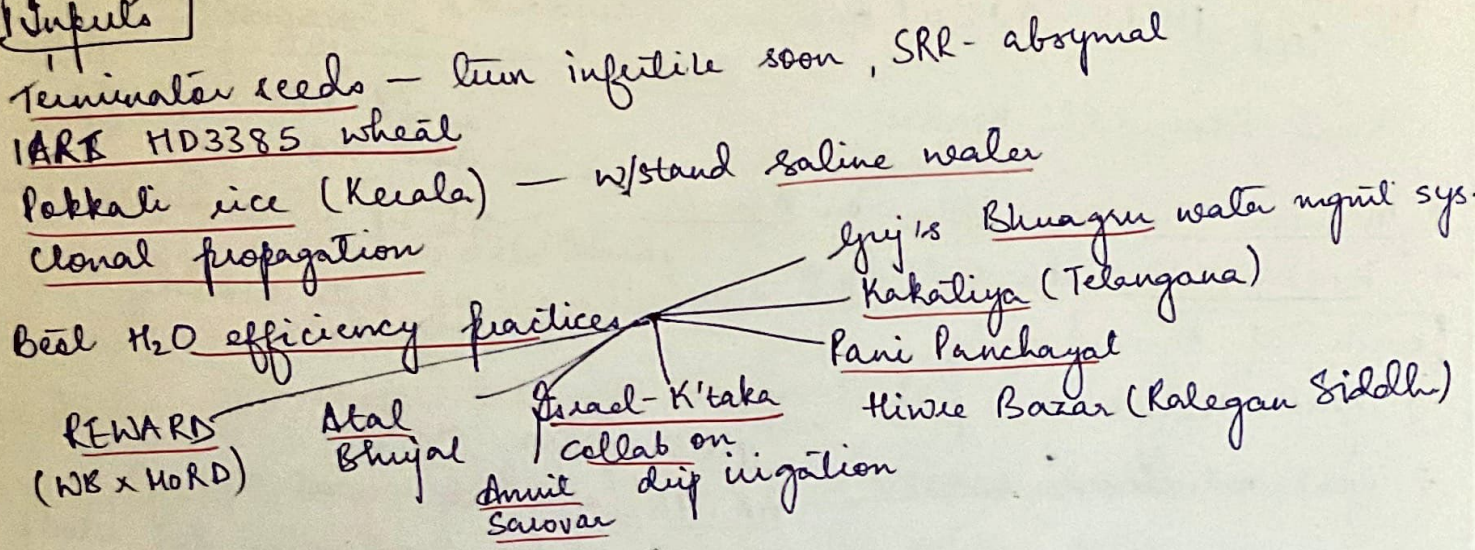 Inputs
Terminator seeds — turn infertile soon, SRR - absymal
IARI HD3385 wheat
Pokkali rice (Kerala) — w/stand saline water
Clonal propagation
Best H₂O efficiency practices
Guj's Bhungru water mgmt sys.
Kakatiya (Telangana)
Pani Panchayat
Hiwre Bazar (Ralegan Siddhi)
Israel-K'taka
collab on
drip irrigation
Amrit
Sarovar
Atal
Bhujal
REWARD
(WB x MoRD)